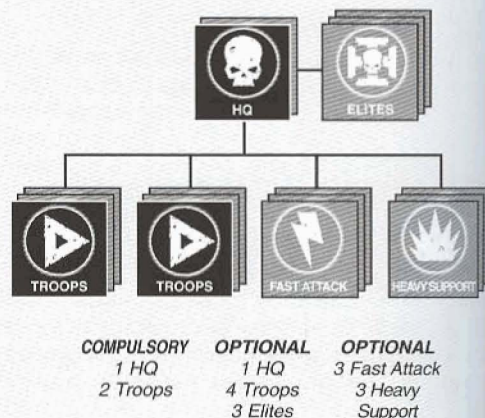 HQ
ELITES
TROOPS
TROOPS
FAST ATTACK
HEAVY SUPPORT
COMPULSORY
1 HQ
2 Troops
OPTIONAL
1 HQ
4 Troops
3 Elites
OPTIONAL
3 Fast Attack
3 Heavy
Support